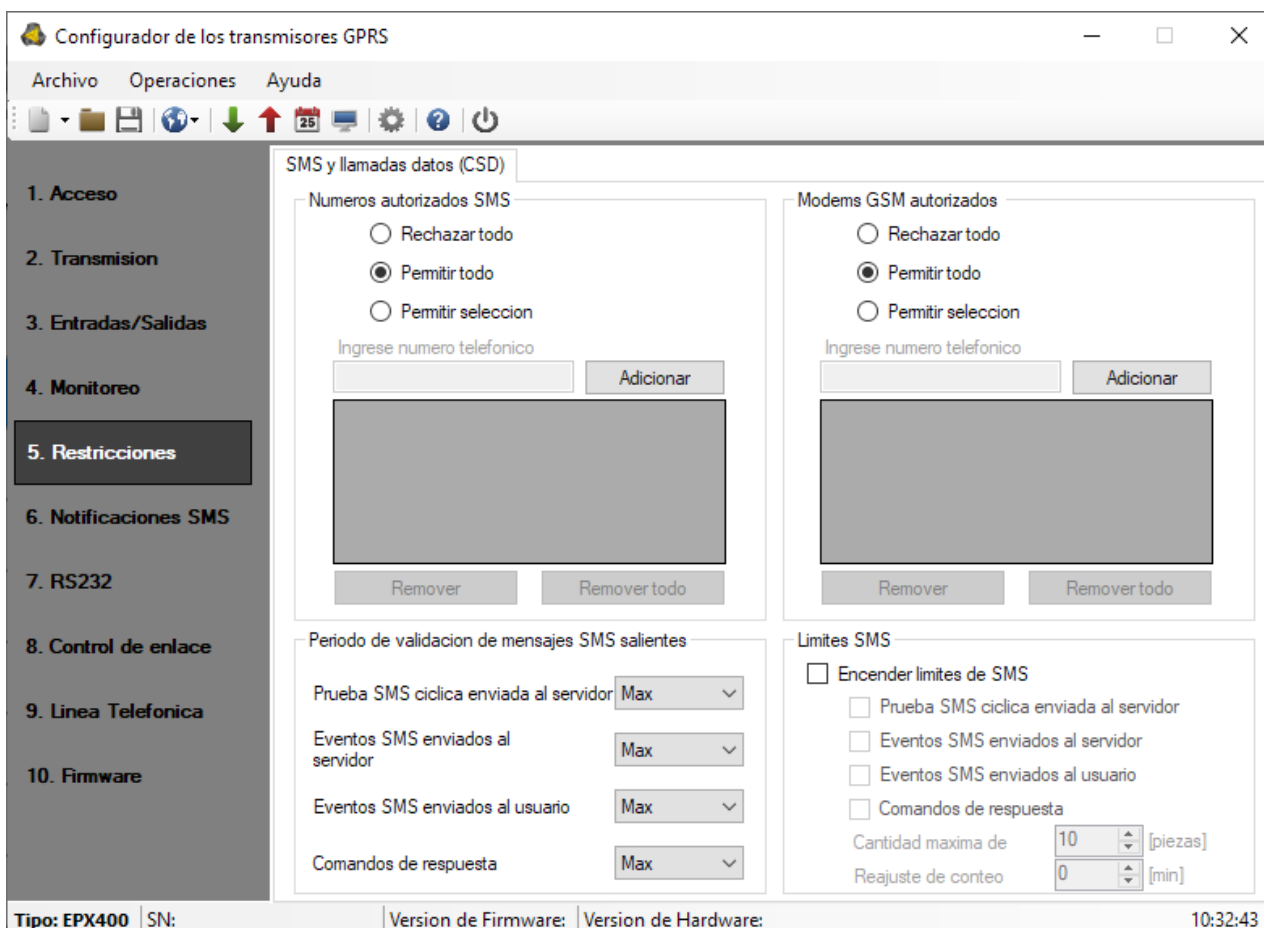 Configurador de los transmisores GPRS
Archivo Operaciones Ayuda
25
1. Acceso
2. Transmision
3. Entradas/Salidas
4. Monitoreo
5. Restricciones
6. Notificaciones SMS
7. RS232
8. Control de enlace
9. Linea Telefonica
10. Firmware
SMS y llamadas datos (CSD)
Numeros autorizados SMS
Rechazar todo
Permitir todo
Permitir seleccion
Ingrese numero telefonico
Adicionar
Remover Remover todo
Modems GSM autorizados
Rechazar todo
Permitir todo
Permitir seleccion
Ingrese numero telefonico
Adicionar
Remover Remover todo
Periodo de validacion de mensajes SMS salientes
Prueba SMS ciclica enviada al servidor Max
Eventos SMS enviados al
servidor Max
Eventos SMS enviados al usuario Max
Comandos de respuesta Max
Limites SMS
Encender limites de SMS
Prueba SMS ciclica enviada al servidor
Eventos SMS enviados al servidor
Eventos SMS enviados al usuario
Comandos de respuesta
Cantidad maxima de 10 [piezas]
Reajuste de conteo 0 [min]
Tipo: EPX400 SN: Version de Firmware: Version de Hardware: 10:32:43